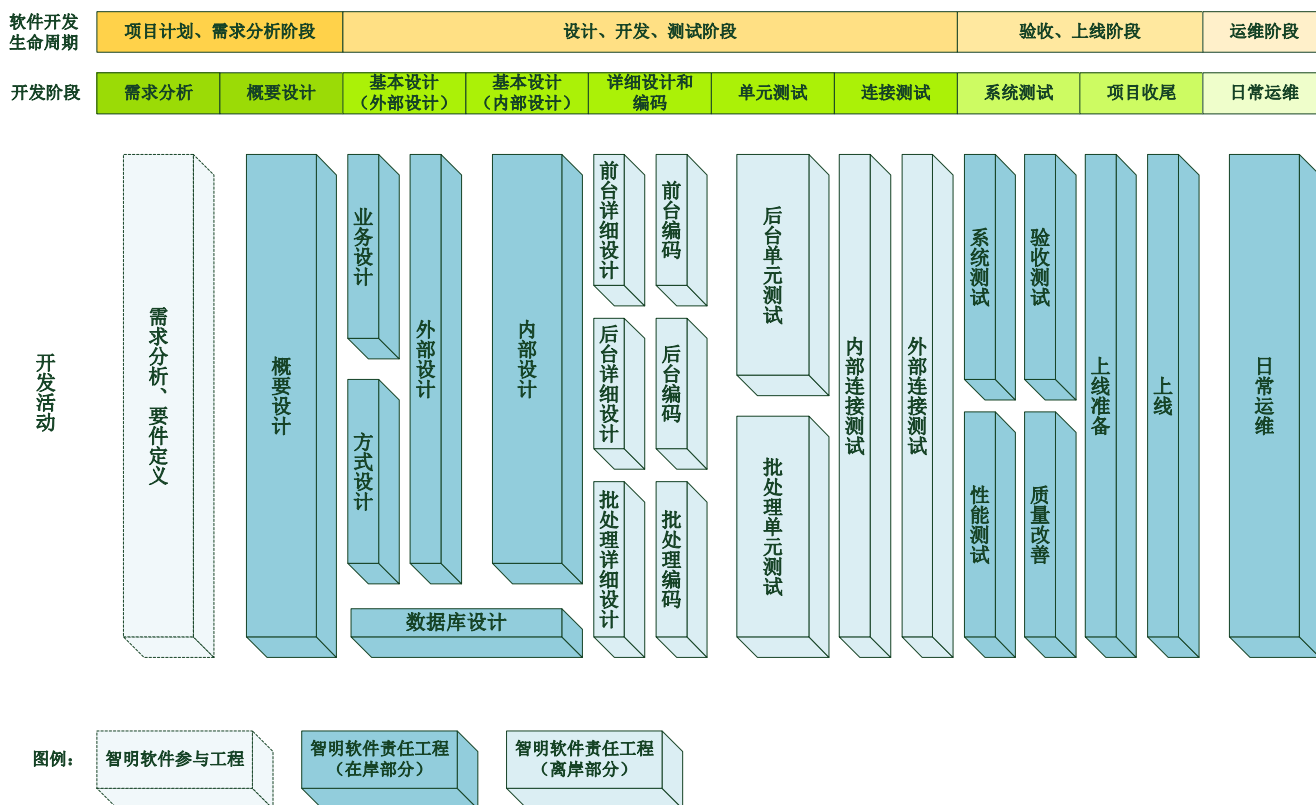 软件开发
生命周期
项目计划、需求分析阶段
设计、开发、测试阶段
验收、上线阶段
运维阶段
开发阶段
需求分析
概要设计
基本设计
（外部设计）
基本设计
（内部设计）
详细设计和
编码
单元测试
连接测试
系统测试
项目收尾
日常运维
开发活动
需求分析、要件定义
概要设计
业务设计
方式设计
外部设计
内部设计
数据库设计
前台详细设计
后台详细设计
批处理详细设计
前台编码
后台编码
批处理编码
后台单元测试
批处理单元测试
内部连接测试
外部连接测试
系统测试
性能测试
验收测试
质量改善
上线准备
上线
日常运维
图例：
智明软件参与工程
智明软件责任工程
（在岸部分）
智明软件责任工程
（离岸部分）